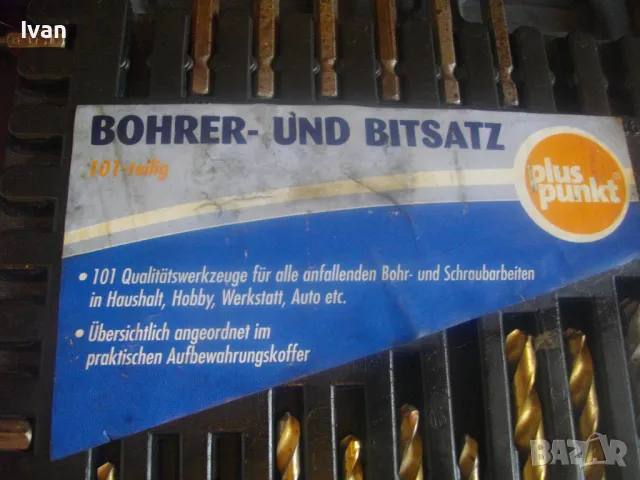 Ivan
BOHRER- UND BITSATZ
101-teilig
plus
punkt
• 101 Qualitätswerkzeuge für alle anfallenden Bohr- und Schraubarbeiten
in Haushalt, Hobby, Werkstatt, Auto etc.
• Übersichtlich angeordnet im
praktischen Aufbewahrungskoffer
BAZAR